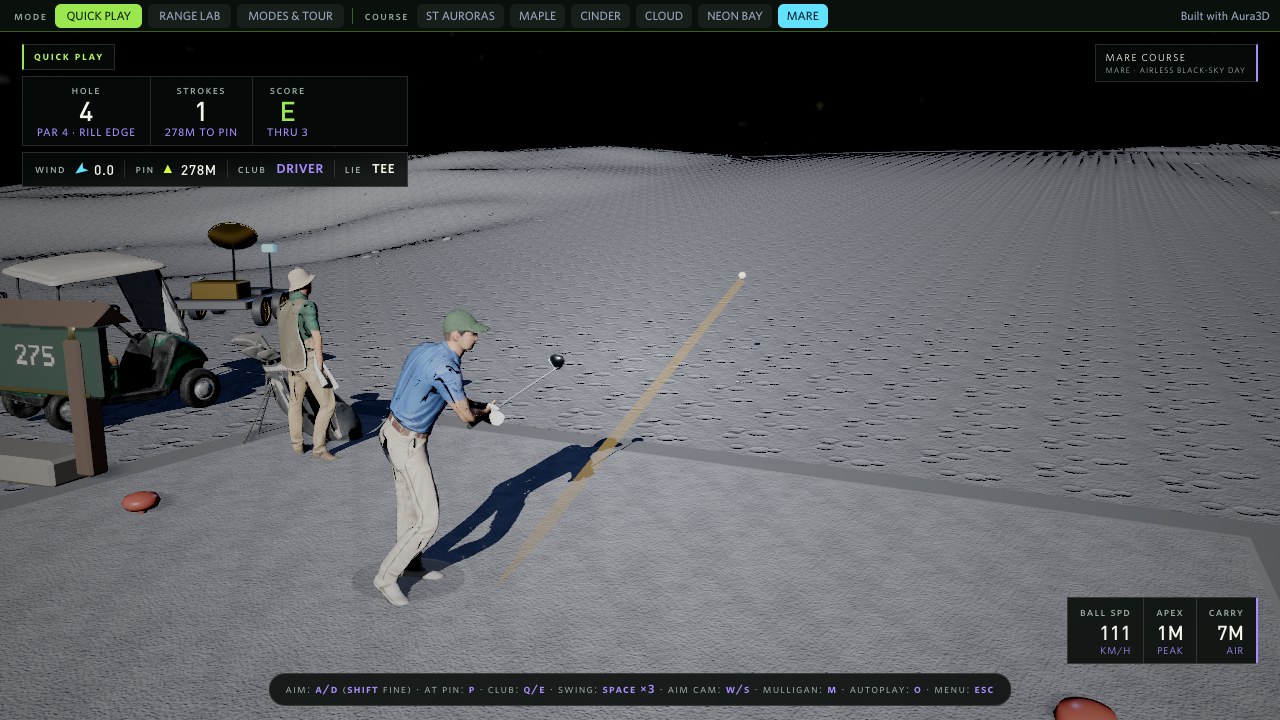 MODE QUICK PLAY RANGE LAB MODES & TOUR COURSE ST AURORAS MAPLE CINDER CLOUD NEON BAY MARE Built with Aura3D
QUICK PLAY
MARE COURSE
MARE · AIRLESS BLACK-SKY DAY
HOLE STROKES SCORE
4 1 E
PAR 4 · RILL EDGE 278M TO PIN THRU 3
WIND 0.0 PIN 278M CLUB DRIVER LIE TEE
275
BALL SPD APEX CARRY
111 1M 7M
KM/H PEAK AIR
AIM: A/D (SHIFT FINE) · AT PIN: P · CLUB: Q/E · SWING: SPACE ×3 · AIM CAM: W/S · MULLIGAN: M · AUTOPLAY: O · MENU: ESC